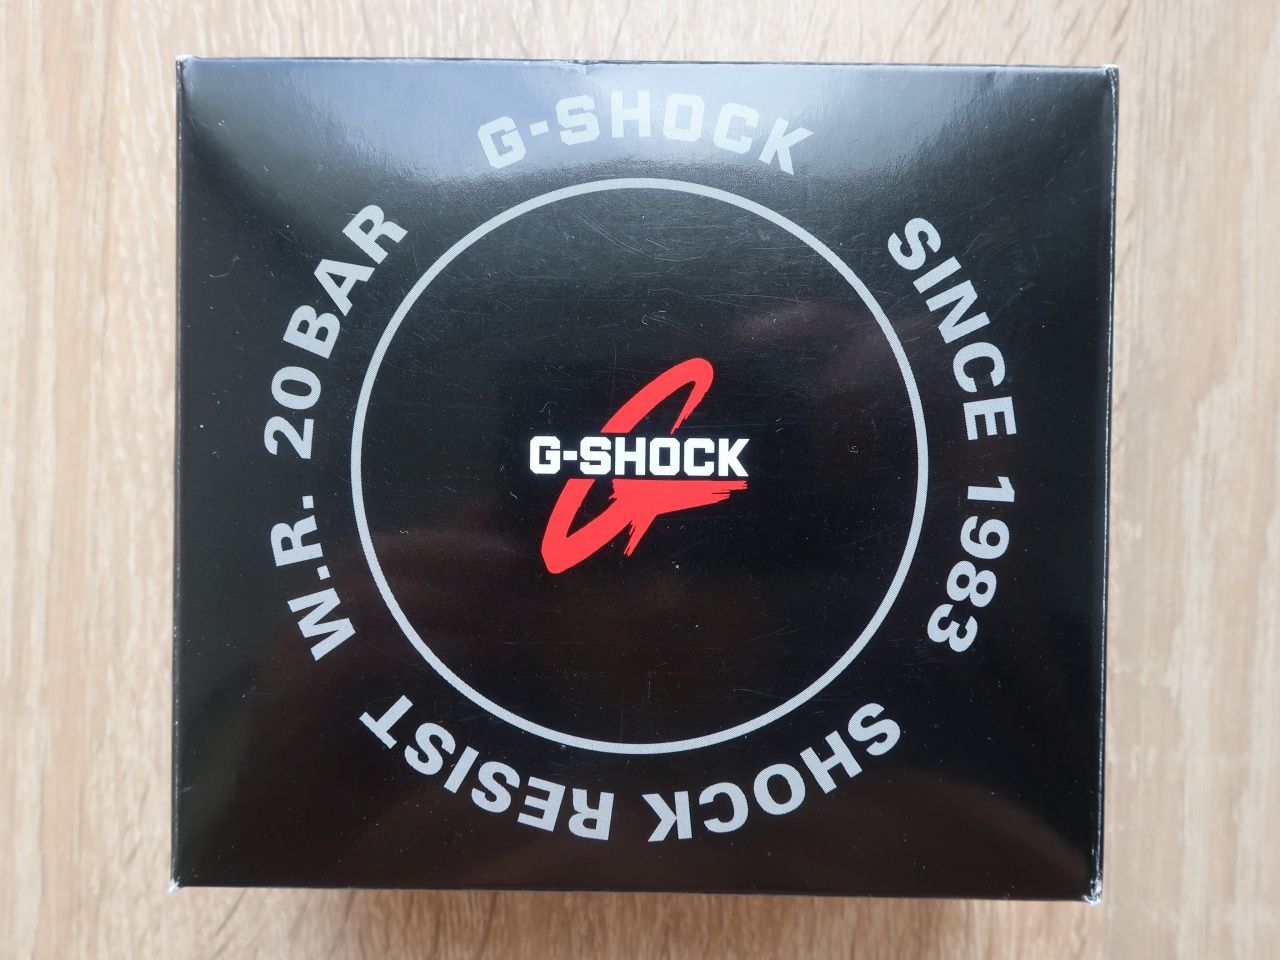 G-SHOCK
SINCE 1983
SHOCK RESIST
W.R. 20BAR
G-SHOCK